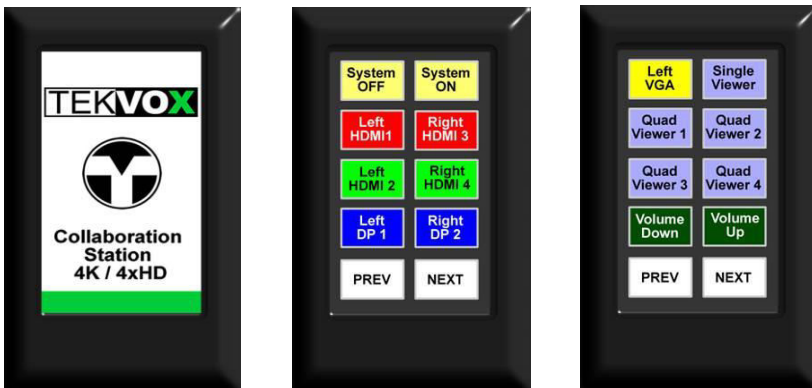 TEKVOX
Collaboration
Station
4K / 4xHD
System
OFF
System
ON
Left
HDMI1
Right
HDMI 3
Left
HDMI 2
Right
HDMI 4
Left
DP 1
Right
DP 2
PREV
NEXT
Left
VGA
Single
Viewer
Quad
Viewer 1
Quad
Viewer 2
Quad
Viewer 3
Quad
Viewer 4
Volume
Down
Volume
Up
PREV
NEXT